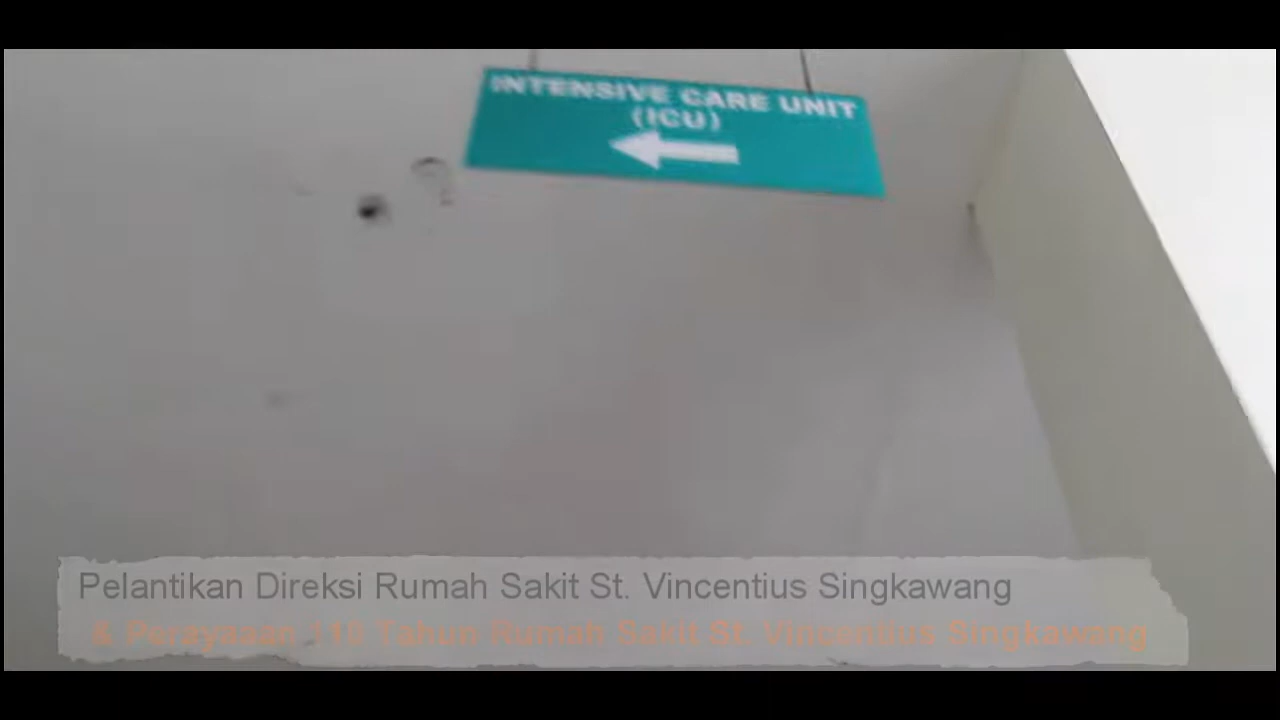 INTENSIVE CARE UNIT
(ICU)
Pelantikan Direksi Rumah Sakit St. Vincentius Singkawang
& Perayaaan 110 Tahun Rumah Sakit St. Vincentius Singkawang